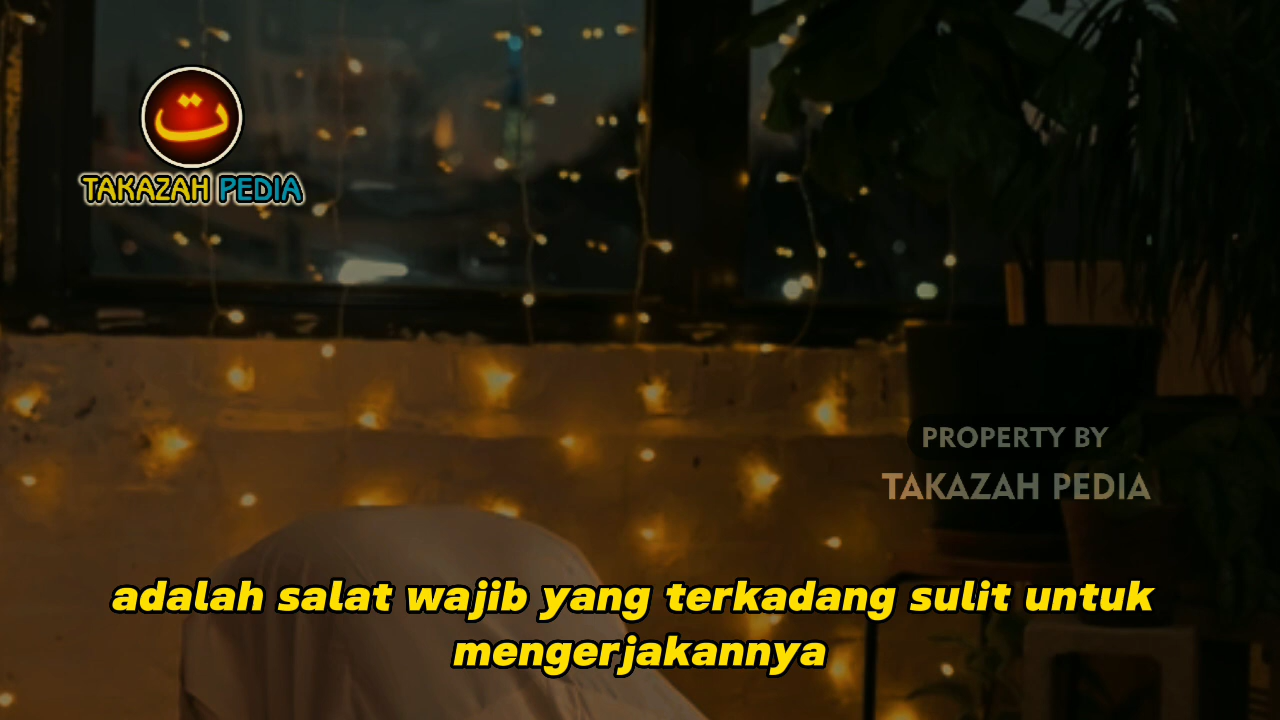 ت
TAKAZAH PEDIA
PROPERTY BY
TAKAZAH PEDIA
adalah salat wajib yang terkadang sulit untuk
mengerjakannya